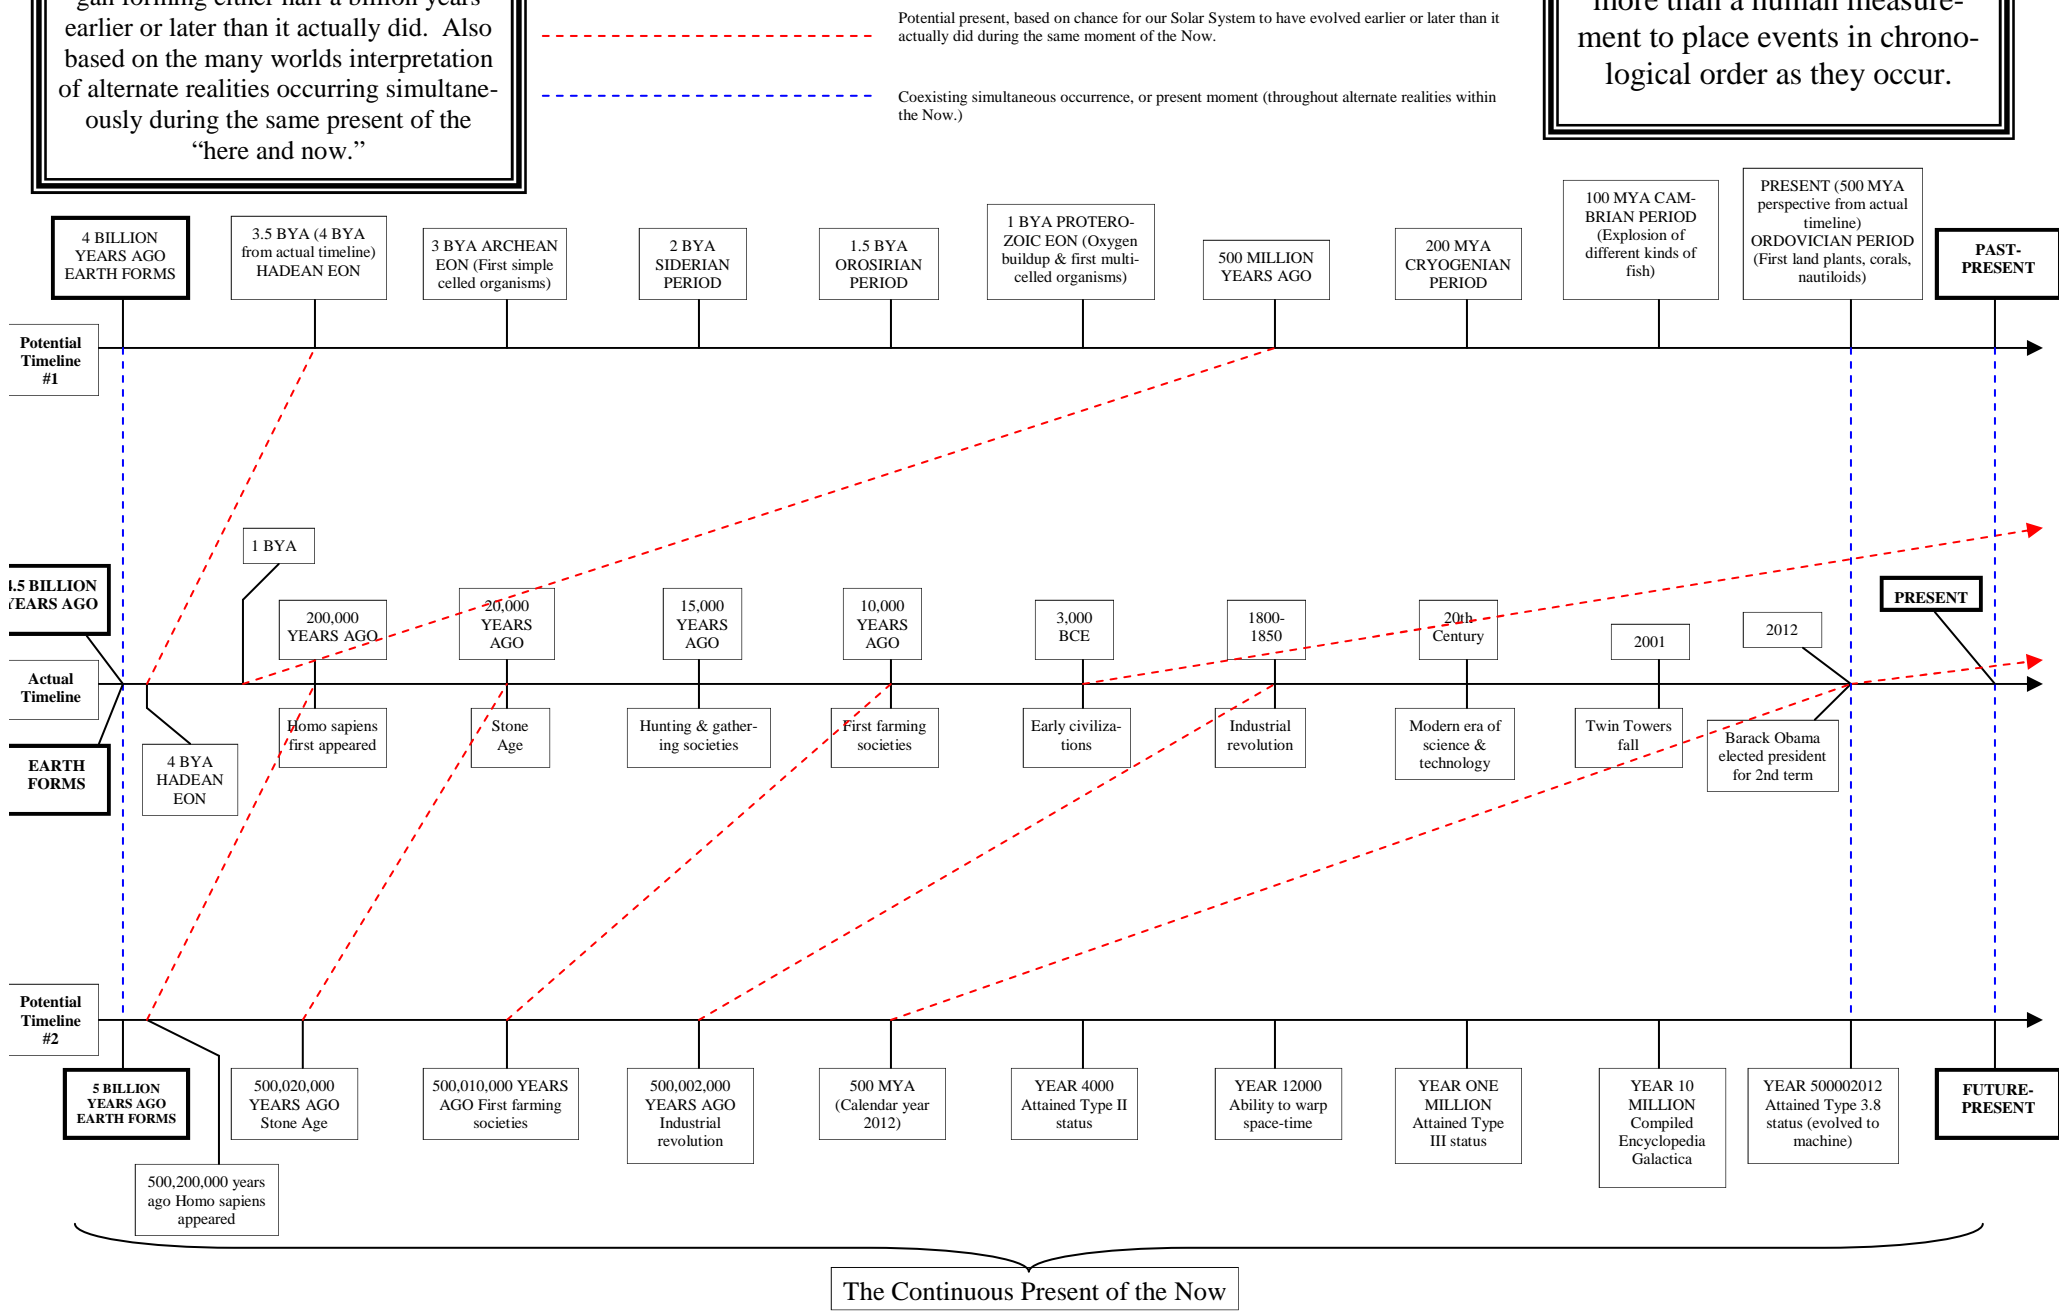 gan forming either half a billion years
earlier or later than it actually did.  Also
based on the many worlds interpretation
of alternate realities occurring simultane-
ously during the same present of the
“here and now.”
Potential present, based on chance for our Solar System to have evolved earlier or later than it
actually did during the same moment of the Now.
Coexisting simultaneous occurrence, or present moment (throughout alternate realities within
the Now.)
more than a human measure-
ment to place events in chrono-
logical order as they occur.
4 BILLION
YEARS AGO
EARTH FORMS
3.5 BYA (4 BYA
from actual timeline)
HADEAN EON
3 BYA ARCHEAN
EON (First simple
celled organisms)
2 BYA
SIDERIAN
PERIOD
1.5 BYA
OROSIRIAN
PERIOD
1 BYA PROTERO-
ZOIC EON (Oxygen
buildup & first multi-
celled organisms)
500 MILLION
YEARS AGO
200 MYA
CRYOGENIAN
PERIOD
100 MYA CAM-
BRIAN PERIOD
(Explosion of
different kinds of
fish)
PRESENT (500 MYA
perspective from actual
timeline)
ORDOVICIAN PERIOD
(First land plants, corals,
nautiloids)
PAST-
PRESENT
Potential
Timeline
#1
1 BYA
4.5 BILLION
YEARS AGO
200,000
YEARS AGO
20,000
YEARS
AGO
15,000
YEARS
AGO
10,000
YEARS
AGO
3,000
BCE
1800-
1850
20th
Century
2001
2012
PRESENT
Actual
Timeline
EARTH
FORMS
4 BYA
HADEAN
EON
Homo sapiens
first appeared
Stone
Age
Hunting & gather-
ing societies
First farming
societies
Early civiliza-
tions
Industrial
revolution
Modern era of
science &
technology
Twin Towers
fall
Barack Obama
elected president
for 2nd term
Potential
Timeline
#2
5 BILLION
YEARS AGO
EARTH FORMS
500,020,000
YEARS AGO
Stone Age
500,010,000 YEARS
AGO First farming
societies
500,002,000
YEARS AGO
Industrial
revolution
500 MYA
(Calendar year
2012)
YEAR 4000
Attained Type II
status
YEAR 12000
Ability to warp
space-time
YEAR ONE
MILLION
Attained Type
III status
YEAR 10
MILLION
Compiled
Encyclopedia
Galactica
YEAR 500002012
Attained Type 3.8
status (evolved to
machine)
FUTURE-
PRESENT
500,200,000 years
ago Homo sapiens
appeared
The Continuous Present of the Now